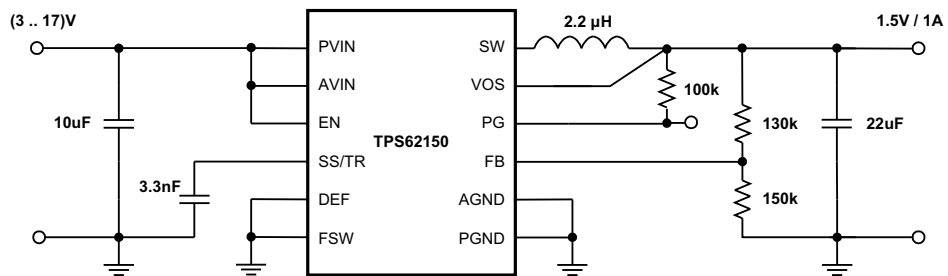 (3 .. 17)V
2.2 µH
1.5V / 1A
PVIN
SW
AVIN
VOS
100k
10uF
EN
TPS62150
PG
130k
22uF
SS/TR
FB
3.3nF
DEF
AGND
150k
FSW
PGND